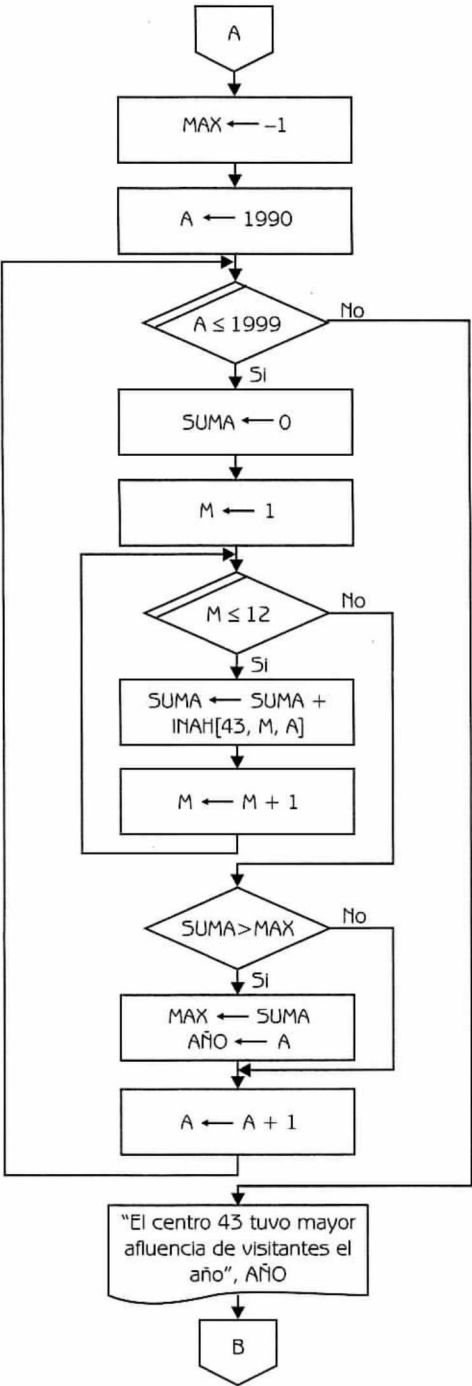 A
MAX ← –1
A ← 1990
A ≤ 1999
No
Si
SUMA ← 0
M ← 1
M ≤ 12
No
Si
SUMA ← SUMA +
INAH[43, M, A]
M ← M + 1
SUMA>MAX
No
Si
MAX ← SUMA
AÑO ← A
A ← A + 1
“El centro 43 tuvo mayor
afluencia de visitantes el
año”, AÑO
B